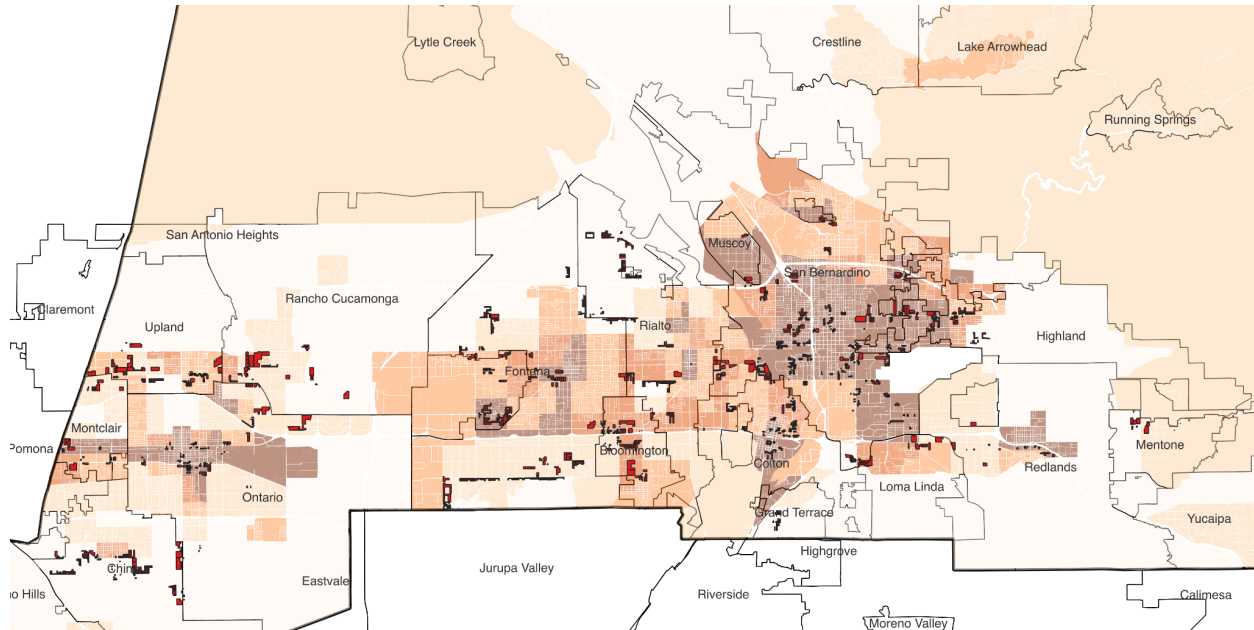 Lytle Creek
Crestline
Lake Arrowhead
Running Springs
San Antonio Heights
Muscoy
San Bernardino
Rancho Cucamonga
Claremont
Upland
Rialto
Highland
Fontana
Montclair
Pomona
Bloomington
Colton
Mentone
Redlands
Loma Linda
Ontario
Grand Terrace
Yucaipa
Highgrove
Chin
Eastvale
Jurupa Valley
no Hills
Riverside
Calimesa
Moreno Valley